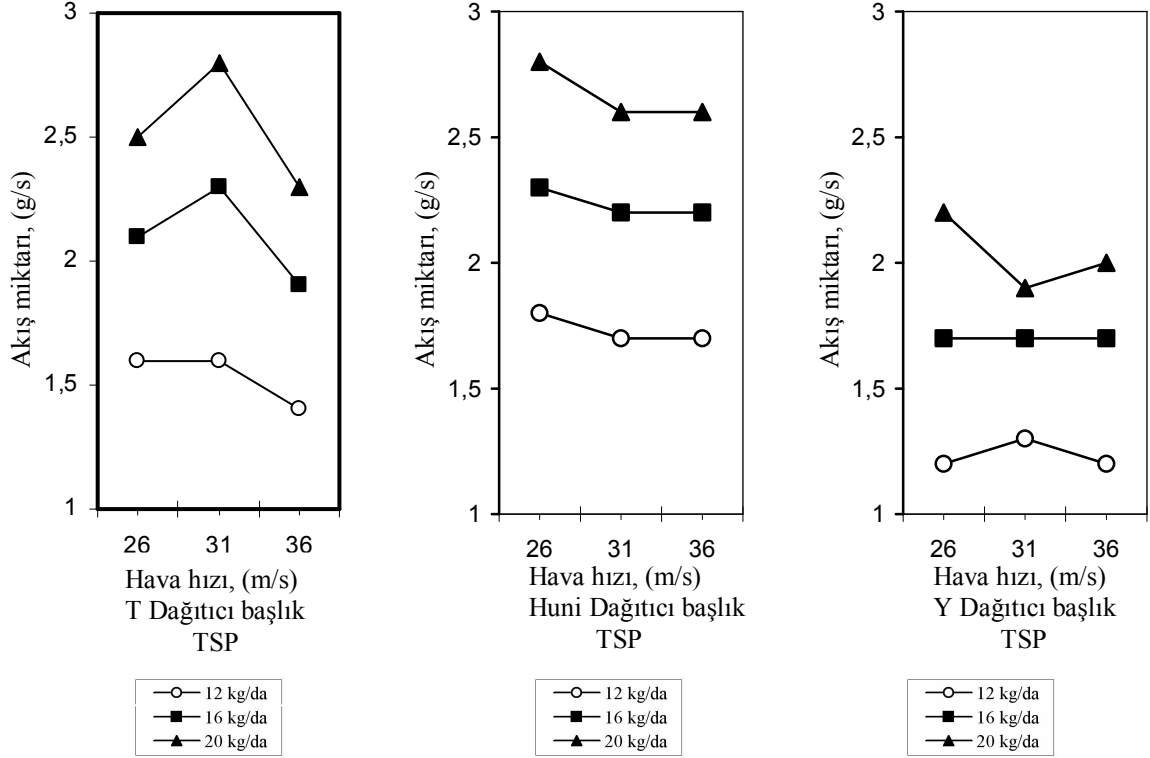 3
2,5
2
1,5
1
Akış miktarı, (g/s)
26 31 36
Hava hızı, (m/s)
T Dağıtıcı başlık
TSP
12 kg/da
16 kg/da
20 kg/da
3
2,5
2
1,5
1
Akış miktarı, (g/s)
26 31 36
Hava hızı, (m/s)
Huni Dağıtıcı başlık
TSP
12 kg/da
16 kg/da
20 kg/da
3
2,5
2
1,5
1
Akış miktarı, (g/s)
26 31 36
Hava hızı, (m/s)
Y Dağıtıcı başlık
TSP
12 kg/da
16 kg/da
20 kg/da